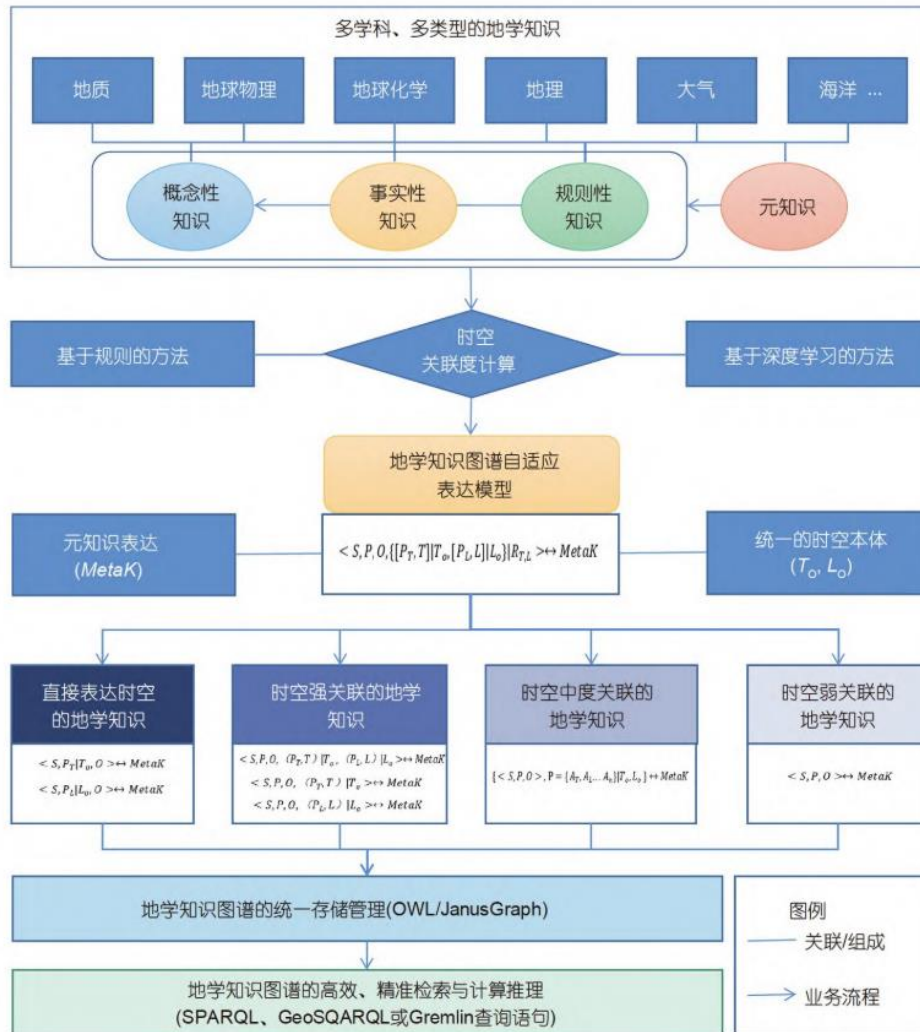 多学科、多类型的地学知识
地质
地球物理
地球化学
地理
大气
海洋 ...
概念性
知识
事实性
知识
规则性
知识
元知识
基于规则的方法
时空
关联度计算
基于深度学习的方法
地学知识图谱自适应
表达模型
元知识表达
(MetaK)
< S,P,O,{[P_T,T]|T_o,[P_L,L]|L_o}|R_{T,L} >↔ MetaK
统一的时空本体
(T_O, L_O)
直接表达时空
的地学知识
< S,P_T|T_o,O >↔ MetaK
< S,P_L|L_o,O >↔ MetaK
时空强关联的地学
知识
< S,P,O, (P_T,T) |T_o, (P_L,L) |L_o >↔ MetaK
< S,P,O, (P_T,T) |T_o >↔ MetaK
< S,P,O, (P_L,L) |L_o >↔ MetaK
时空中度关联的
地学知识
{< S,P,O >,P = {A_T,A_L...A_n}|T_o,L_o} ↔ MetaK
时空弱关联的
地学知识
< S,P,O >↔ MetaK
地学知识图谱的统一存储管理(OWL/JanusGraph)
地学知识图谱的高效、精准检索与计算推理
(SPARQL、GeoSQARQL或Gremlin查询语句)
图例
关联/组成
业务流程